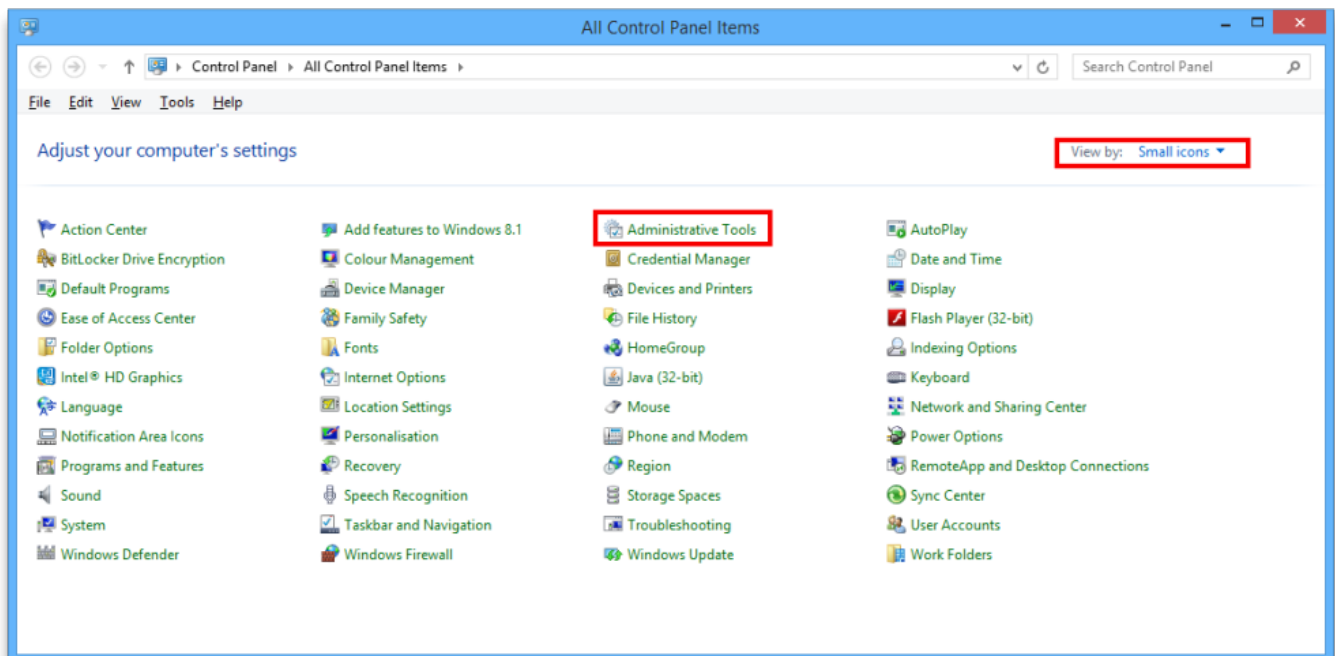 All Control Panel Items
Control Panel All Control Panel Items Search Control Panel
File Edit View Tools Help
Adjust your computer's settings View by: Small icons
Action Center Add features to Windows 8.1 Administrative Tools AutoPlay
BitLocker Drive Encryption Colour Management Credential Manager Date and Time
Default Programs Device Manager Devices and Printers Display
Ease of Access Center Family Safety File History Flash Player (32-bit)
Folder Options Fonts HomeGroup Indexing Options
Intel® HD Graphics Internet Options Java (32-bit) Keyboard
Language Location Settings Mouse Network and Sharing Center
Notification Area Icons Personalisation Phone and Modem Power Options
Programs and Features Recovery Region RemoteApp and Desktop Connections
Sound Speech Recognition Storage Spaces Sync Center
System Taskbar and Navigation Troubleshooting User Accounts
Windows Defender Windows Firewall Windows Update Work Folders